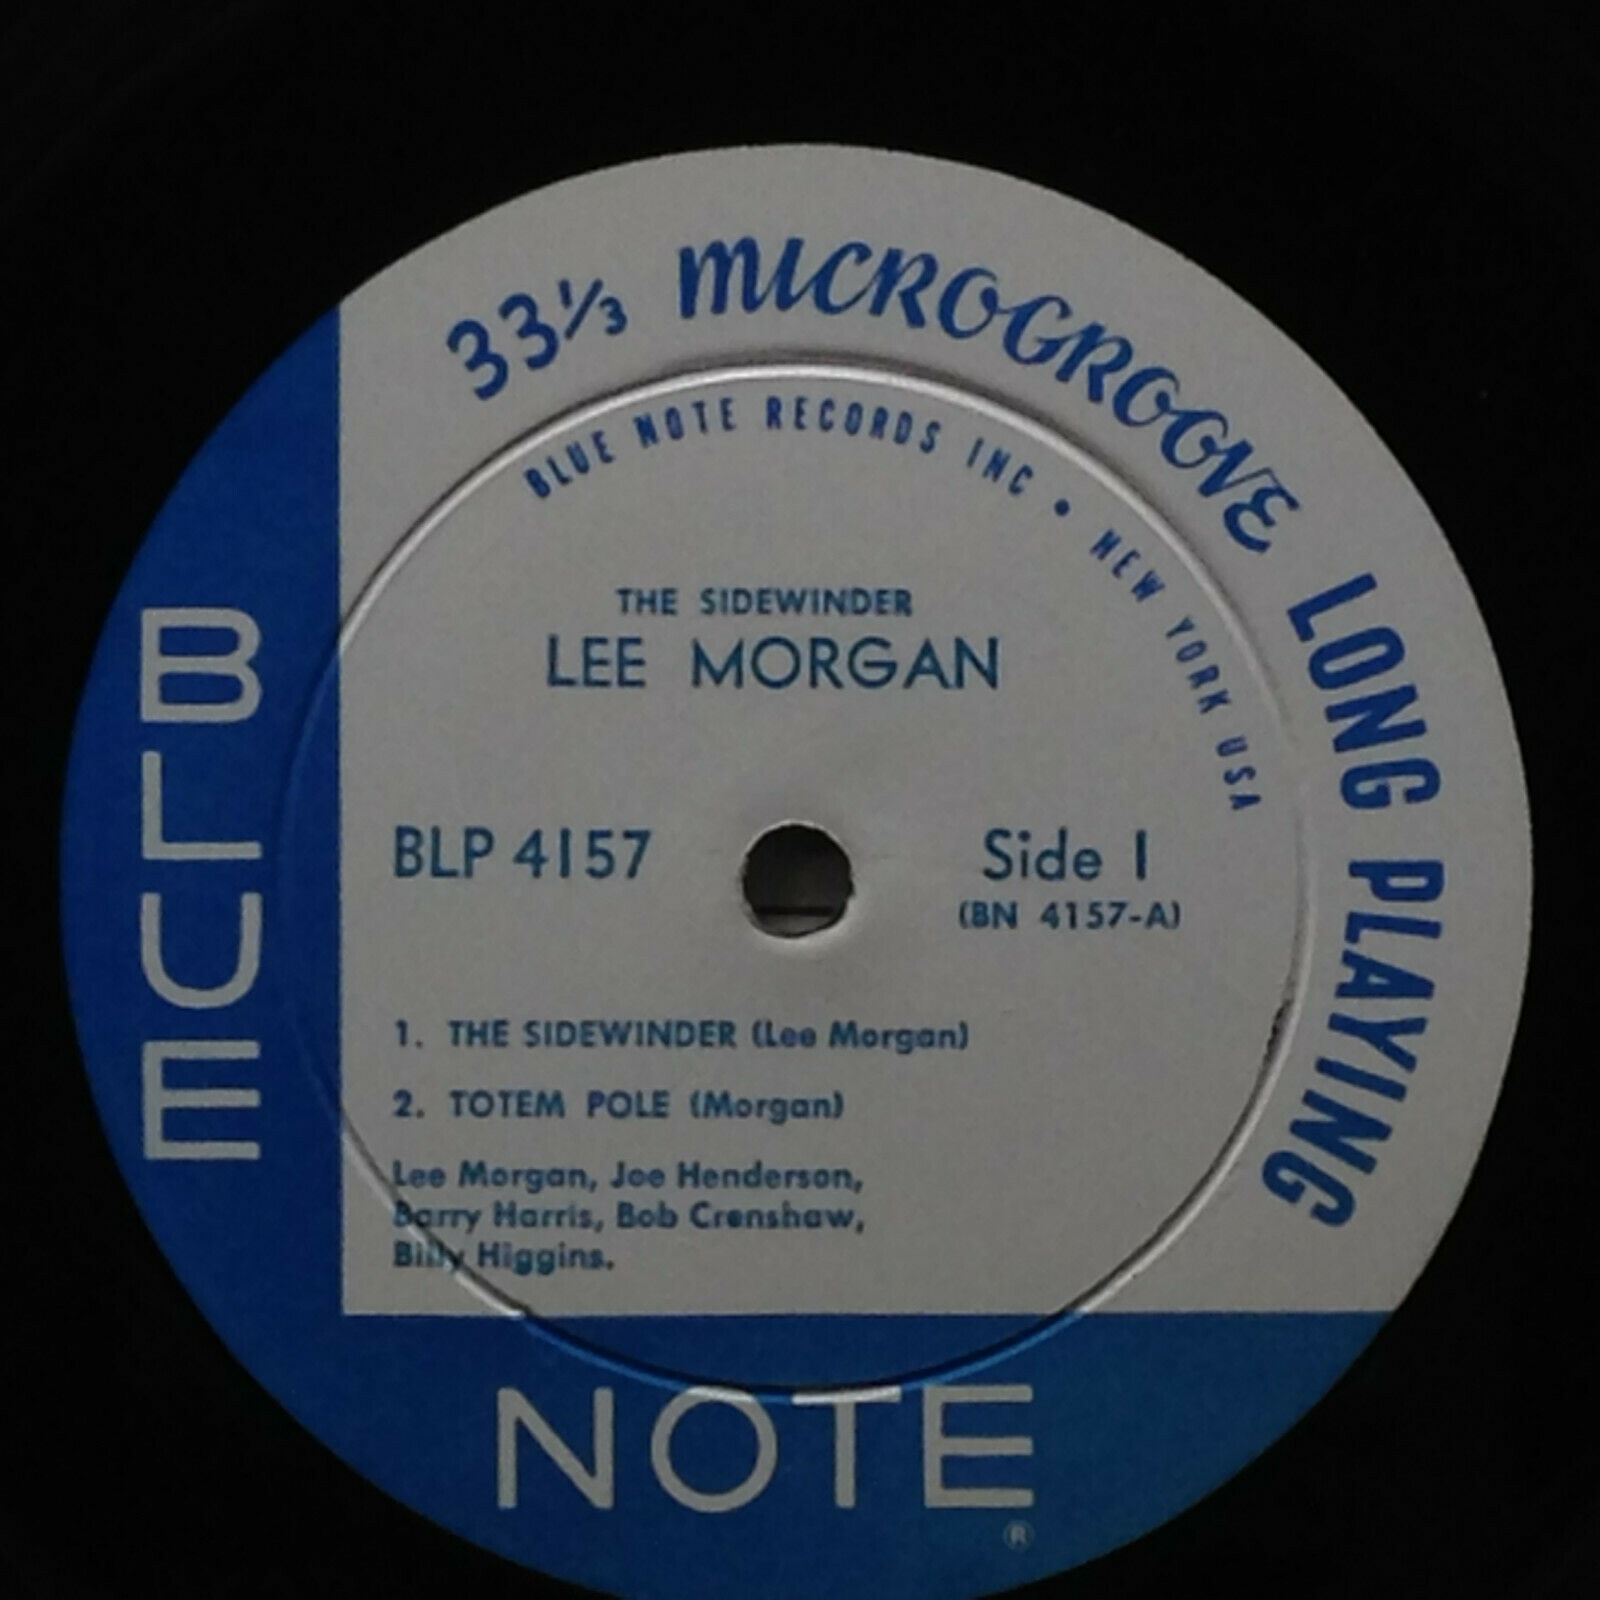 33⅓ MICROGROOVE LONG PLAYING
BLUE NOTE RECORDS INC • NEW YORK USA
THE SIDEWINDER
LEE MORGAN
BLP 4157
Side 1
(BN 4157-A)
1. THE SIDEWINDER (Lee Morgan)
2. TOTEM POLE (Morgan)
Lee Morgan, Joe Henderson,
Barry Harris, Bob Crenshaw,
Billy Higgins.
BLUE
NOTE
®